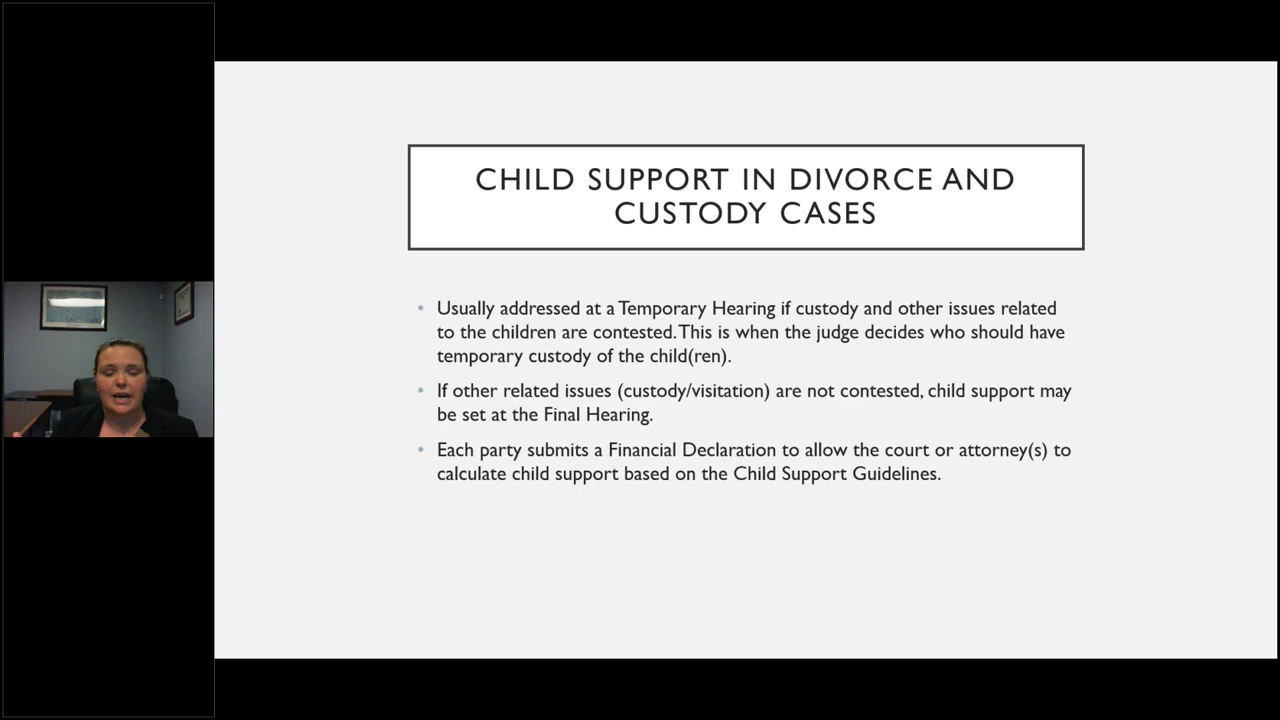 CHILD SUPPORT IN DIVORCE AND
CUSTODY CASES
• Usually addressed at a Temporary Hearing if custody and other issues related
to the children are contested. This is when the judge decides who should have
temporary custody of the child(ren).
• If other related issues (custody/visitation) are not contested, child support may
be set at the Final Hearing.
• Each party submits a Financial Declaration to allow the court or attorney(s) to
calculate child support based on the Child Support Guidelines.